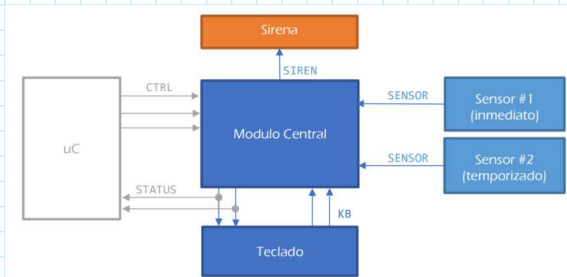 Sirena
SIREN
CTRL
SENSOR
Sensor #1
(inmediato)
uC
Modulo Central
SENSOR
Sensor #2
(temporizado)
STATUS
KB
Teclado